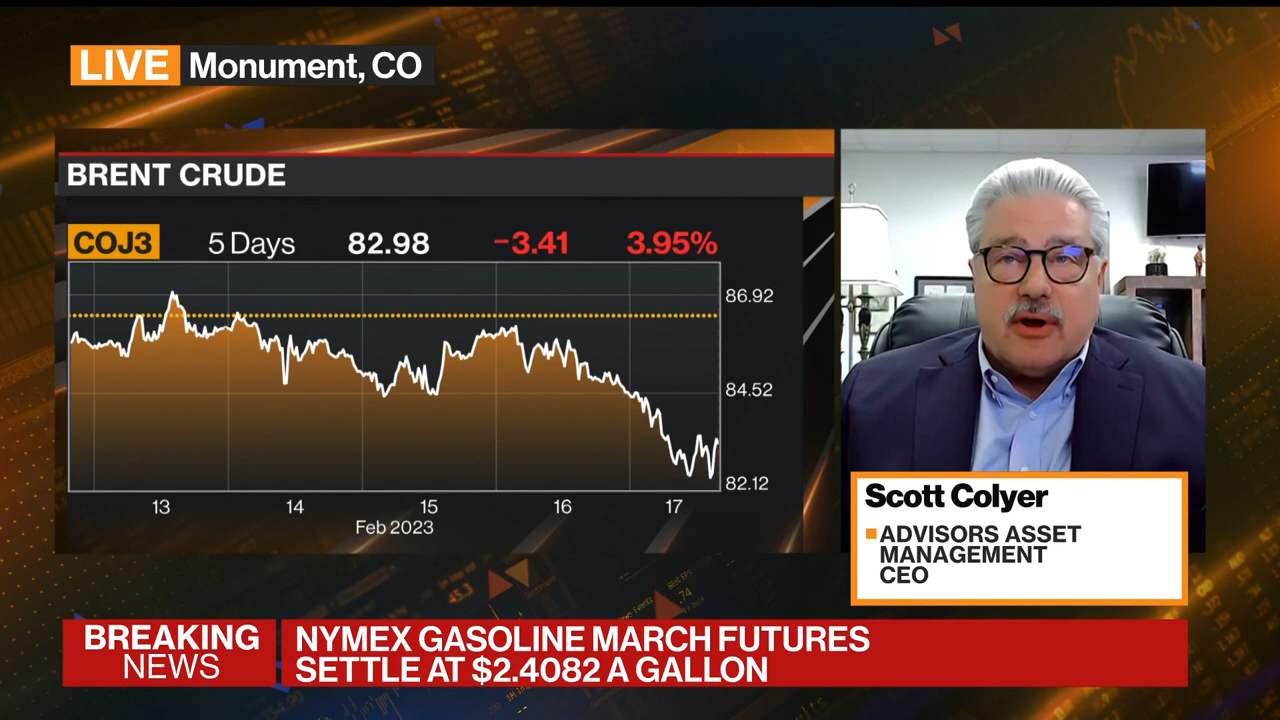 LIVE Monument, CO
BRENT CRUDE
COJ3 5 Days 82.98 −3.41 3.95%
86.92
84.52
82.12
13 14 15 16 17
Feb 2023
Scott Colyer
ADVISORS ASSET
MANAGEMENT
CEO
BREAKING
NEWS
NYMEX GASOLINE MARCH FUTURES
SETTLE AT $2.4082 A GALLON